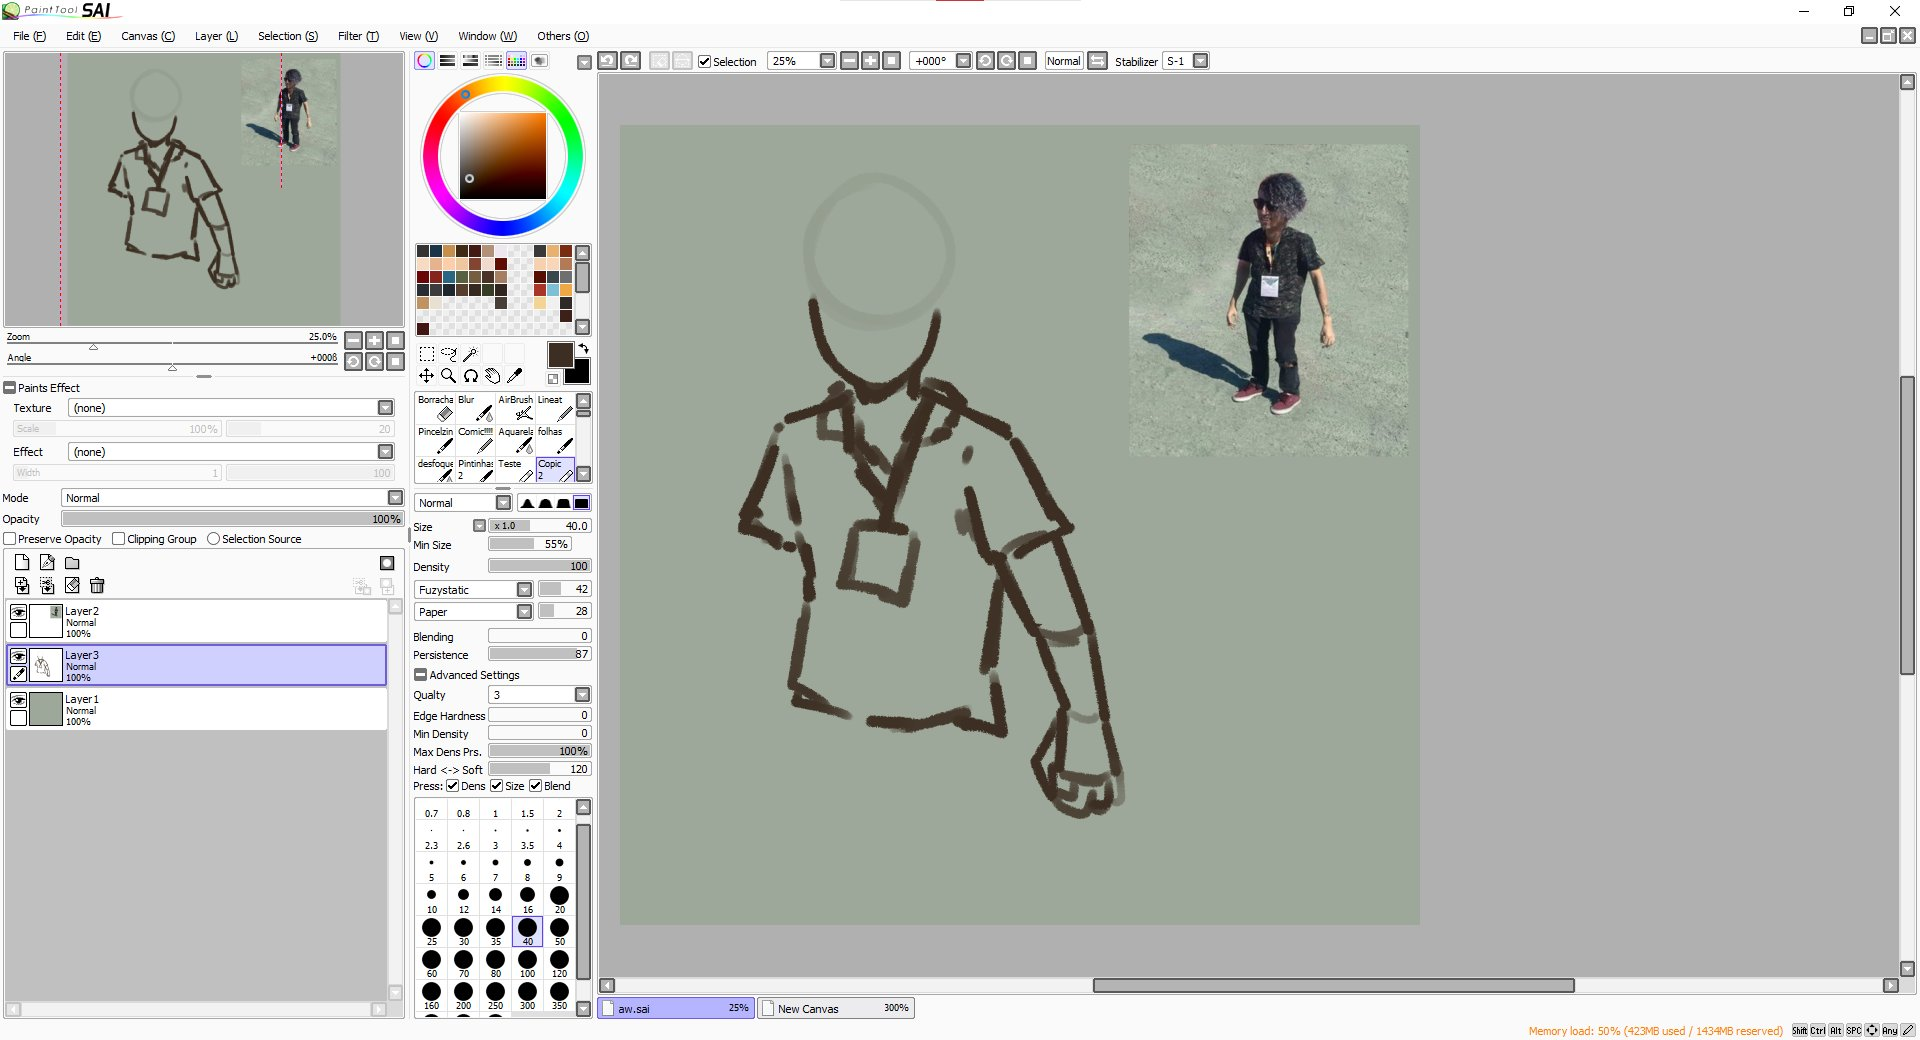 PaintTool SAI
File (F) Edit (E) Canvas (C) Layer (L) Selection (S) Filter (T) View (V) Window (W) Others (O)
Selection 25% +000° Normal Stabilizer S-1
Zoom 25.0%
Angle +000ß
Paints Effect
Texture (none)
Scale 100% 20
Effect (none)
Width 1 100
Mode Normal
Opacity 100%
Preserve Opacity Clipping Group Selection Source
Layer2
Normal
100%
Layer3
Normal
100%
Layer1
Normal
100%
Borracha Blur AirBrush Lineat
Pincelzin Comic!!!! Aquarela folhas
desfoque Pintinhas 2 Teste Copic 2
Normal
Size x 1.0 40.0
Min Size 55%
Density 100
Fuzystatic 42
Paper 28
Blending 0
Persistence 87
Advanced Settings
Qualty 3
Edge Hardness 0
Min Density 0
Max Dens Prs. 100%
Hard <-> Soft 120
Press: Dens Size Blend
0.7 0.8 1 1.5 2
2.3 2.6 3 3.5 4
5 6 7 8 9
10 12 14 16 20
25 30 35 40 50
60 70 80 100 120
160 200 250 300 350
aw.sai 25% New Canvas 300%
Memory load: 50% (423MB used / 1434MB reserved) Shift Ctrl Alt SPC Any